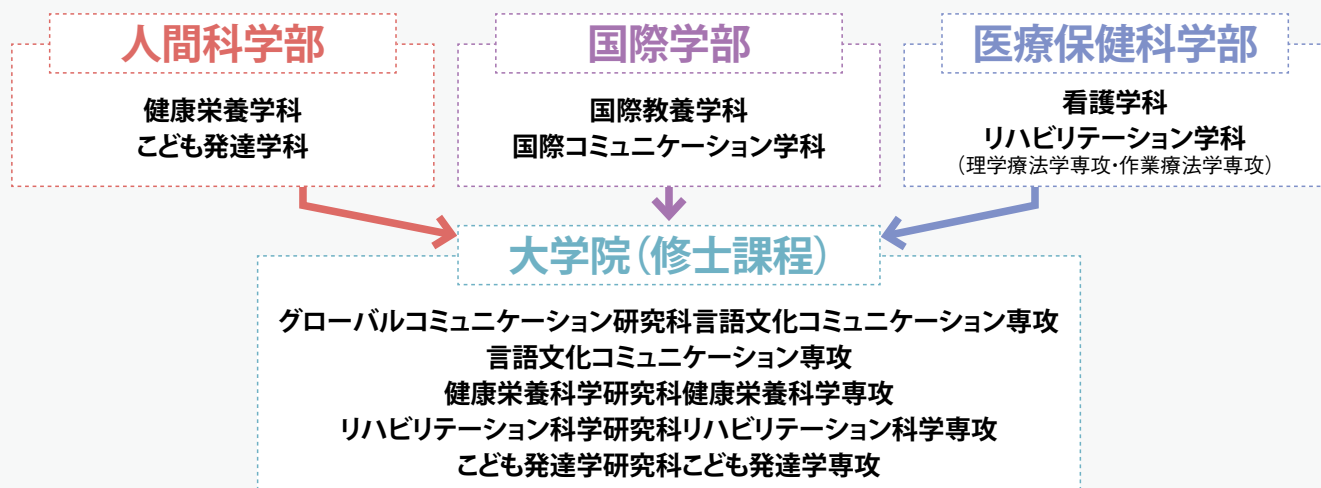 人間科学部
健康栄養学科
こども発達学科
国際学部
国際教養学科
国際コミュニケーション学科
医療保健科学部
看護学科
リハビリテーション学科
（理学療法学専攻・作業療法学専攻）
大学院（修士課程）
グローバルコミュニケーション研究科言語文化コミュニケーション専攻
言語文化コミュニケーション専攻
健康栄養科学研究科健康栄養科学専攻
リハビリテーション科学研究科リハビリテーション科学専攻
こども発達学研究科こども発達学専攻